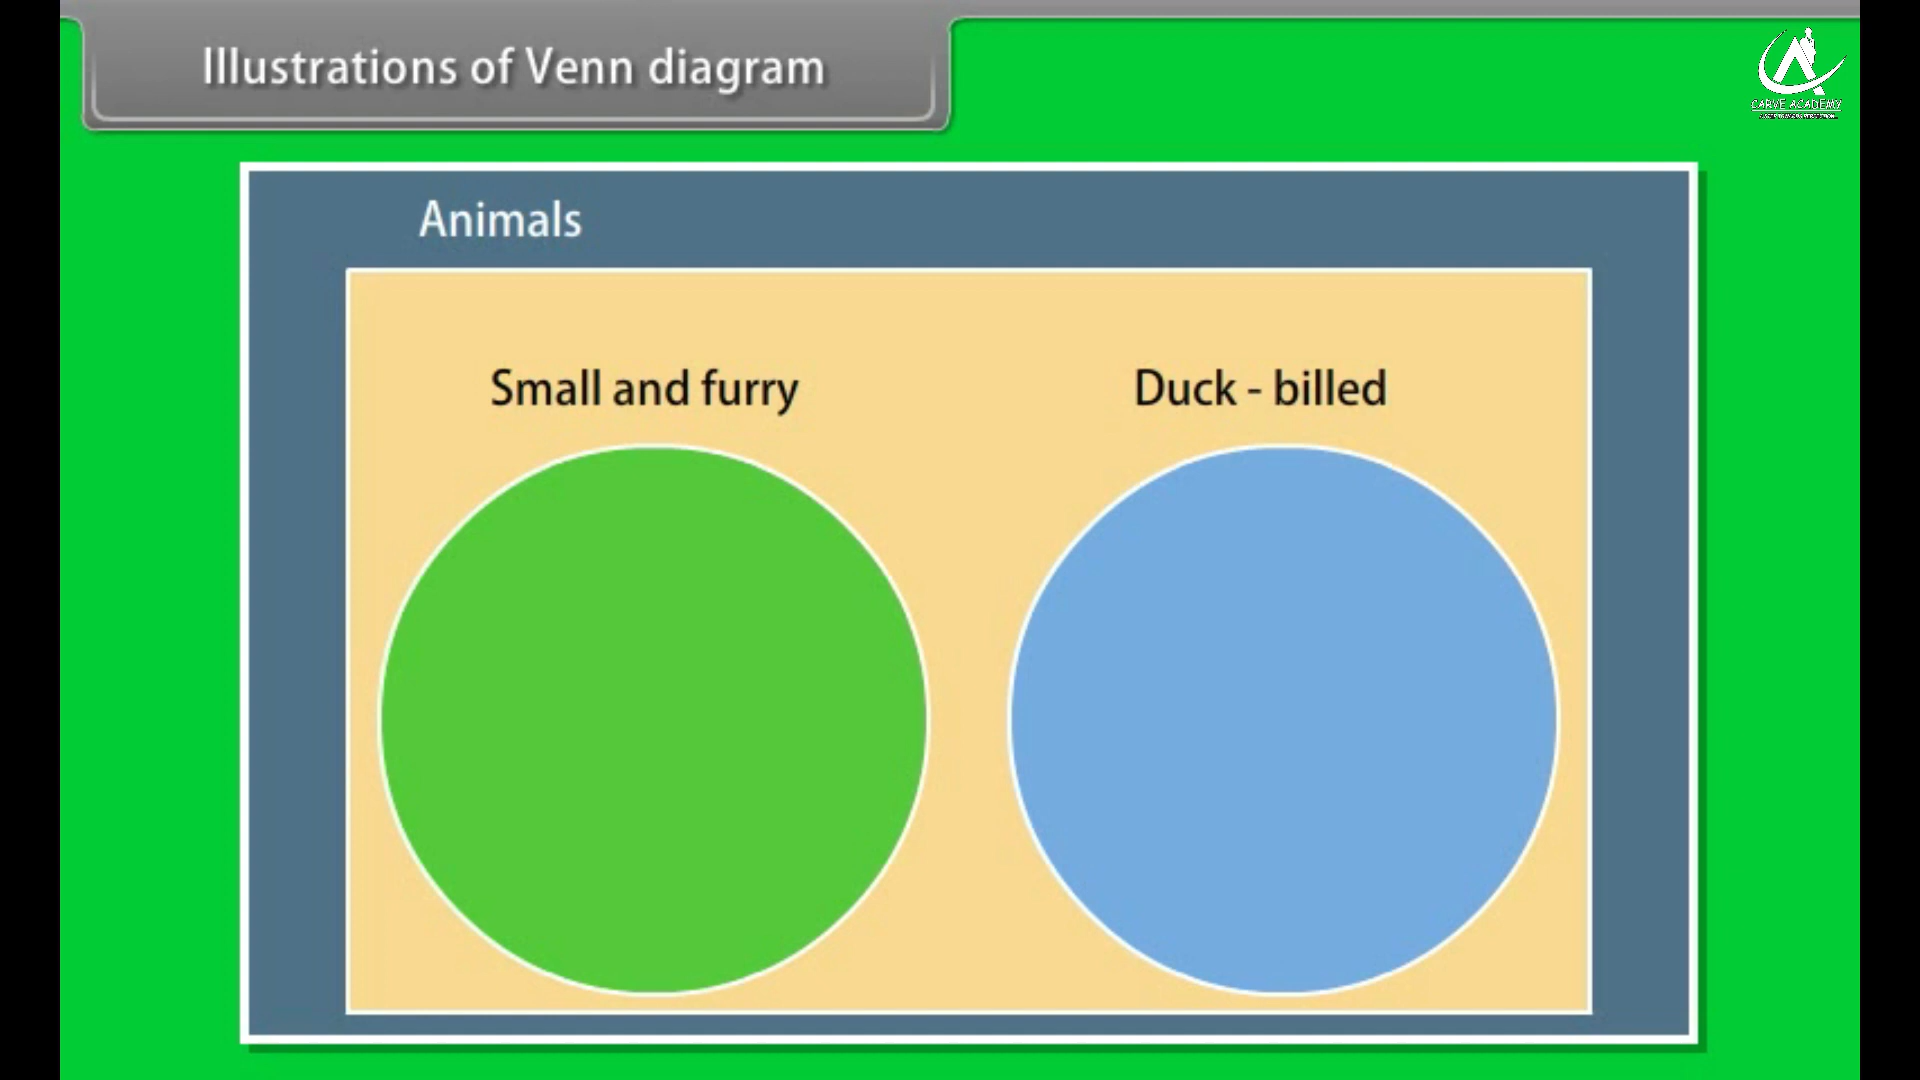 Illustrations of Venn diagram
CARVE ACADEMY
Animals
Small and furry
Duck - billed